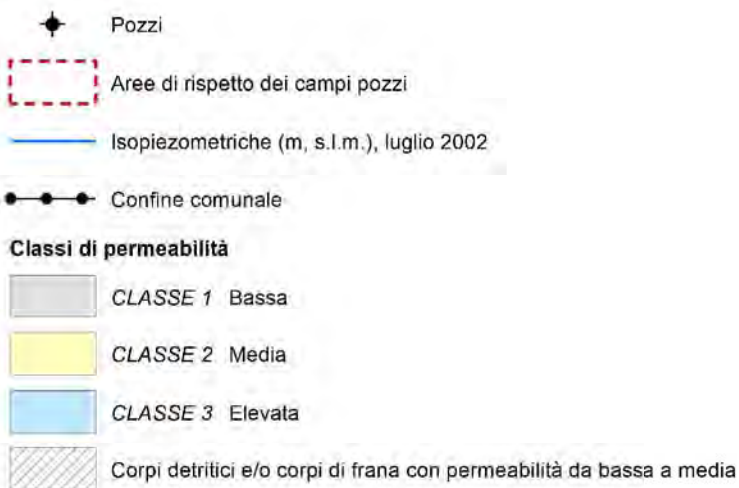 Pozzi
Aree di rispetto dei campi pozzi
Isopiezometriche (m, s.l.m.), luglio 2002
Confine comunale
Classi di permeabilità
CLASSE 1 Bassa
CLASSE 2 Media
CLASSE 3 Elevata
Corpi detritici e/o corpi di frana con permeabilità da bassa a media